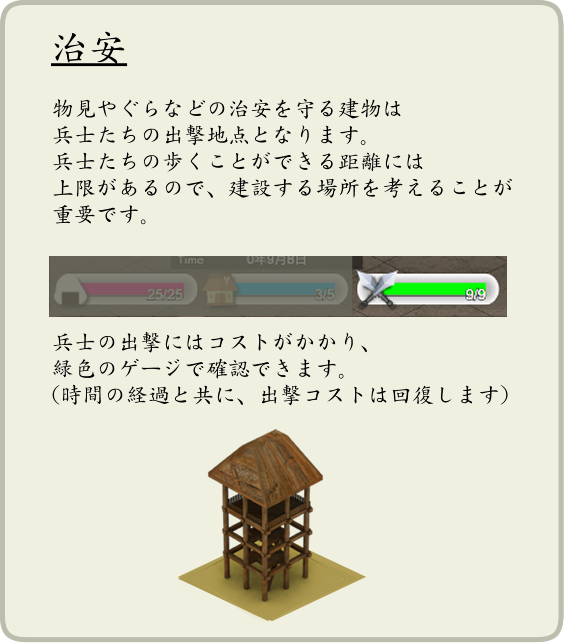 治安
物見やぐらなどの治安を守る建物は
兵士たちの出撃地点となります。
兵士たちの歩くことができる距離には
上限があるので、建設する場所を考えることが
重要です。
Time 0年9月8日
25/25 3/5 9/9
兵士の出撃にはコストがかかり、
緑色のゲージで確認できます。
(時間の経過と共に、出撃コストは回復します)